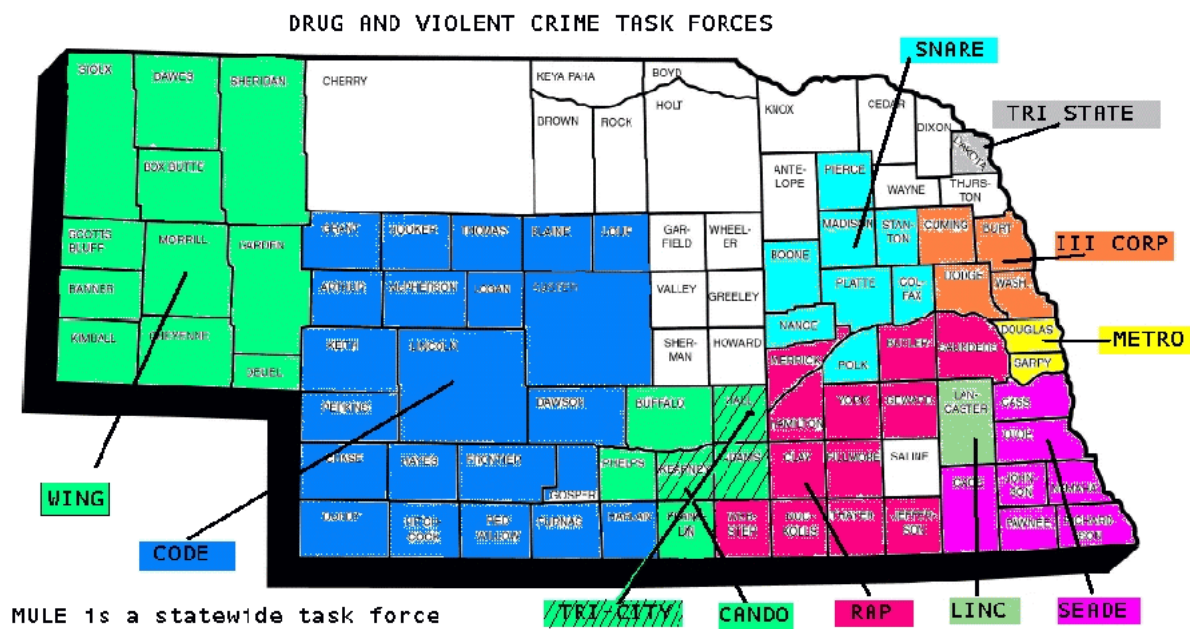 DRUG AND VIOLENT CRIME TASK FORCES
SNARE
TRI STATE
III CORP
METRO
SIOUX
DAWES
SHERIDAN
CHERRY
KEYA PAHA
BOYD
HOLT
BROWN
ROCK
KNOX
CEDAR
DIXON
DAKOTA
BOX BUTTE
ANTE-
LOPE
PIERCE
WAYNE
THURS-
TON
SCOTTS
BLUFF
MORRILL
GARDEN
GRANT
HOOKER
THOMAS
BLAINE
LOUP
GAR-
FIELD
WHEEL-
ER
BOONE
MADISON
STAN-
TON
CUMING
BURT
BANNER
ARTHUR
MCPHERSON
LOGAN
CUSTER
VALLEY
GREELEY
PLATTE
COL-
FAX
DODGE
WASH.
KIMBALL
CHEYENNE
DEUEL
KEITH
LINCOLN
SHER-
MAN
HOWARD
NANCE
MERRICK
POLK
BUTLER
SAUNDERS
DOUGLAS
SARPY
PERKINS
DAWSON
BUFFALO
HALL
HAMILTON
YORK
SEWARD
LAN-
CASTER
CASS
OTOE
CHASE
HAYES
FRONTIER
GOSPER
PHELPS
KEARNEY
ADAMS
CLAY
FILLMORE
SALINE
GAGE
JOHN-
SON
NEMAHA
DUNDY
HITCH-
COCK
RED
WILLOW
FURNAS
HARLAN
FRANK-
LIN
WEB-
STER
NUC-
KOLLS
THAYER
JEFFER-
SON
PAWNEE
RICHARD
SON
WING
CODE
TRI-CITY
CANDO
RAP
LINC
SEADE
MULE is a statewide task force